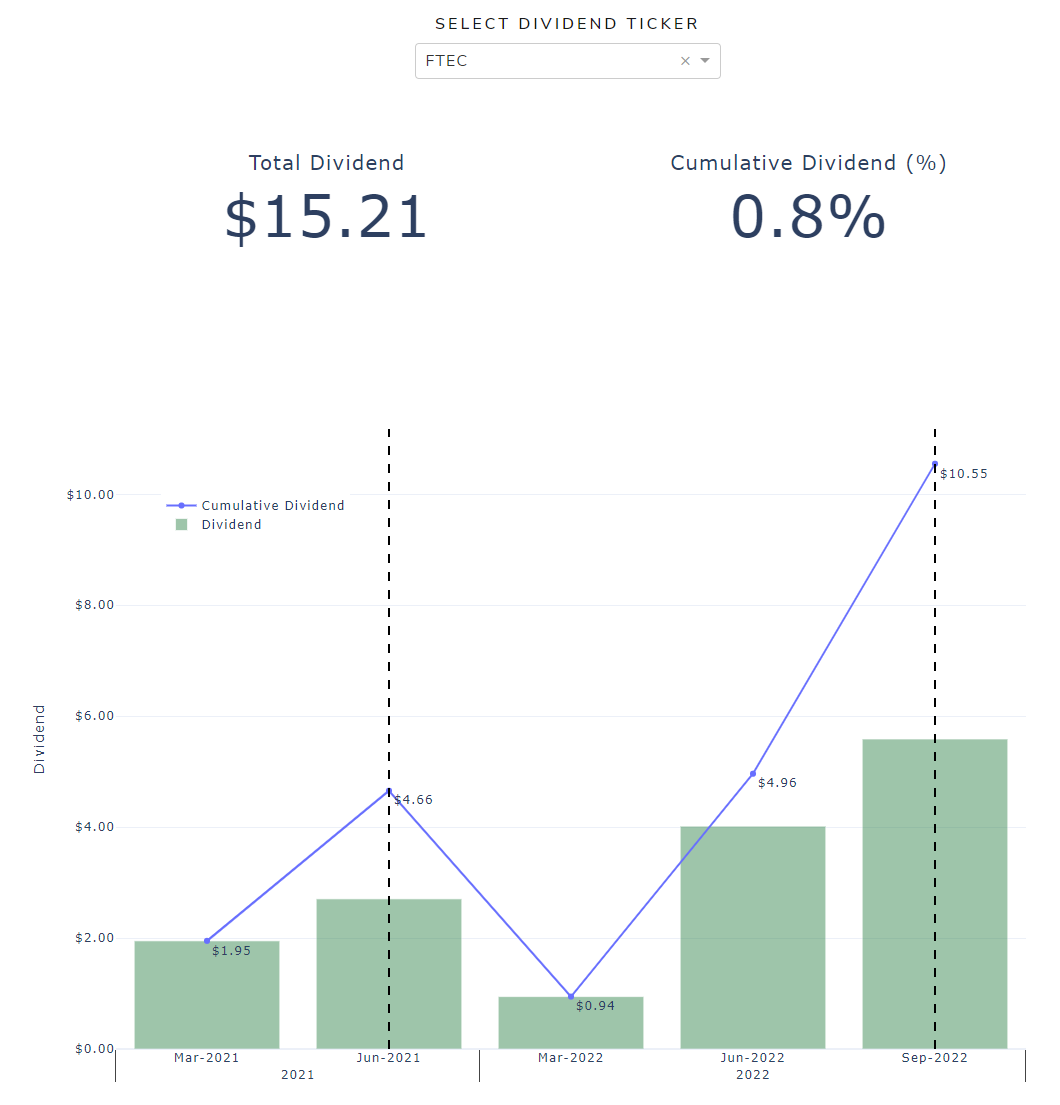 SELECT DIVIDEND TICKER
FTEC
Total Dividend
$15.21
Cumulative Dividend (%)
0.8%
Cumulative Dividend
Dividend
Dividend
$10.00
$8.00
$6.00
$4.00
$2.00
$0.00
$1.95
$4.66
$0.94
$4.96
$10.55
Mar-2021
Jun-2021
Mar-2022
Jun-2022
Sep-2022
2021
2022